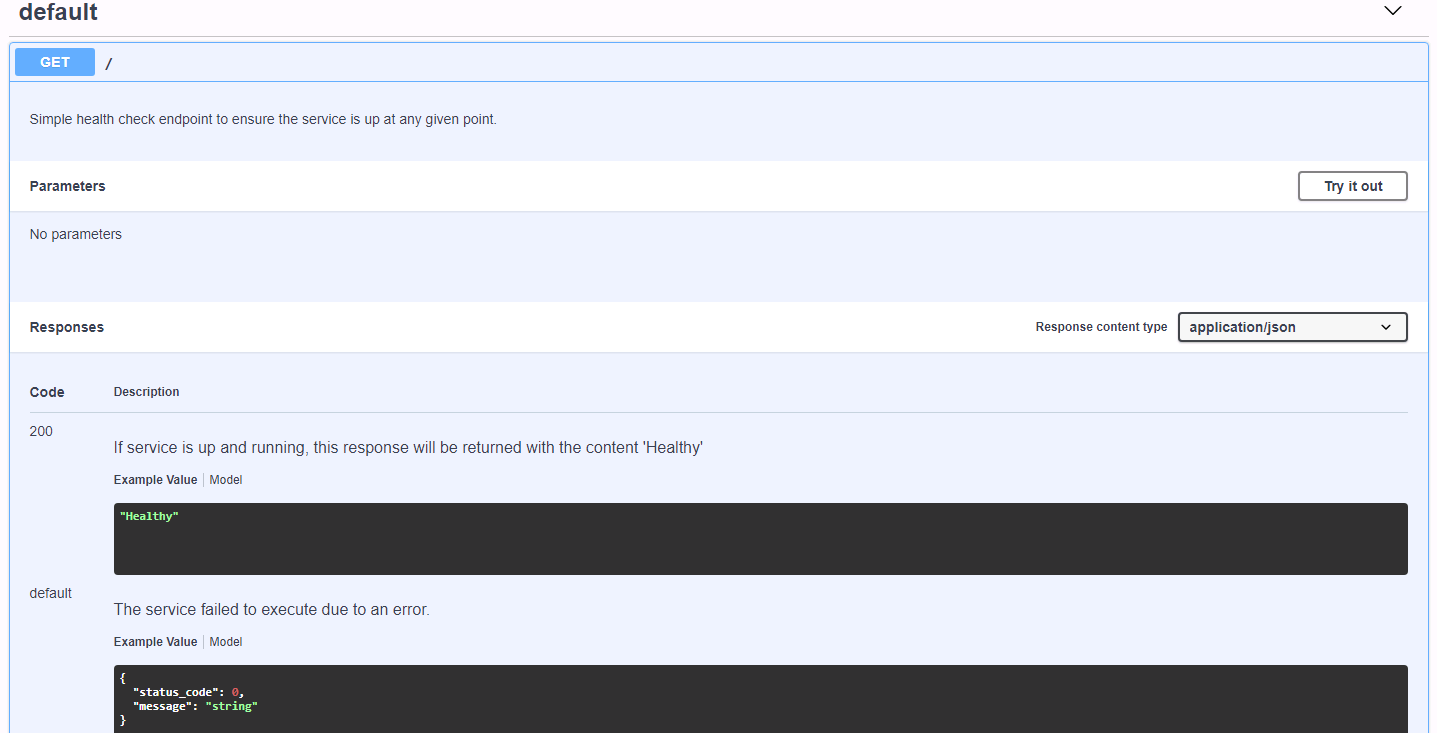 default
GET /
Simple health check endpoint to ensure the service is up at any given point.
Parameters Try it out
No parameters
Responses Response content type application/json
Code Description
200
If service is up and running, this response will be returned with the content 'Healthy'
Example Value Model
"Healthy"
default
The service failed to execute due to an error.
Example Value Model
{
"status_code": 0,
"message": "string"
}